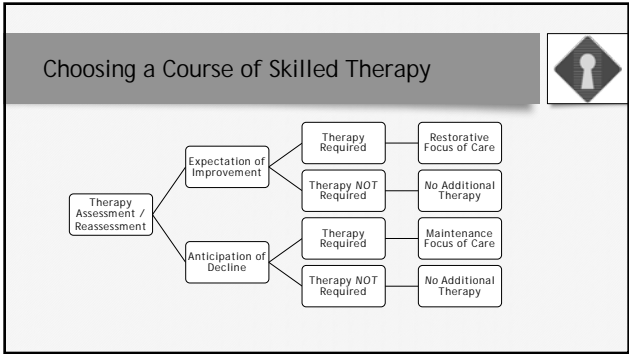 Choosing a Course of Skilled Therapy
Therapy
Assessment /
Reassessment
Expectation of
Improvement
Therapy
Required
Restorative
Focus of Care
Therapy NOT
Required
No Additional
Therapy
Anticipation of
Decline
Therapy
Required
Maintenance
Focus of Care
Therapy NOT
Required
No Additional
Therapy